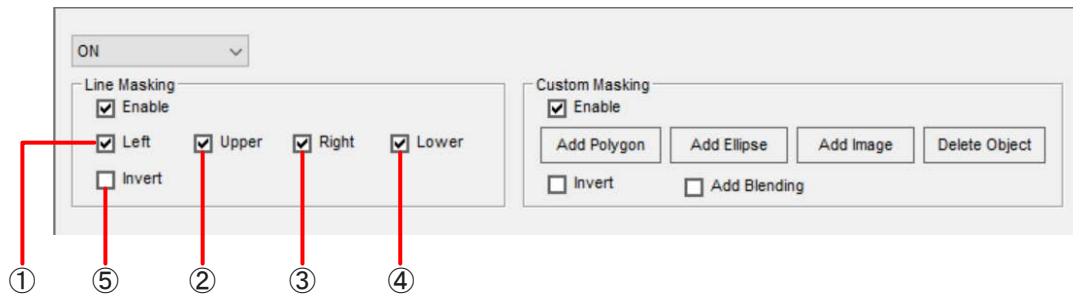 ON
Line Masking
Enable
Left Upper Right Lower
Invert
Custom Masking
Enable
Add Polygon Add Ellipse Add Image Delete Object
Invert Add Blending
① ⑤ ② ③ ④